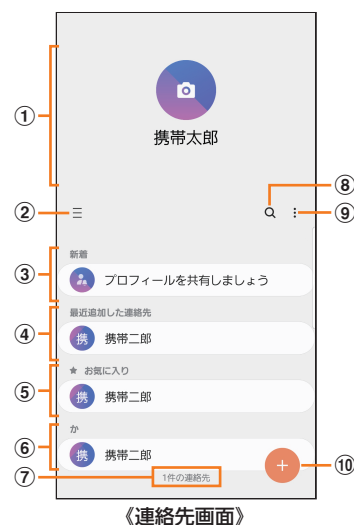 ①
携帯太郎
②
⑧
⑨
新着
③
プロフィールを共有しましょう
最近追加した連絡先
④
携
携帯二郎
★ お気に入り
⑤
携
携帯二郎
か
⑥
携
携帯二郎
⑦
1件の連絡先
+
⑩
《連絡先画面》